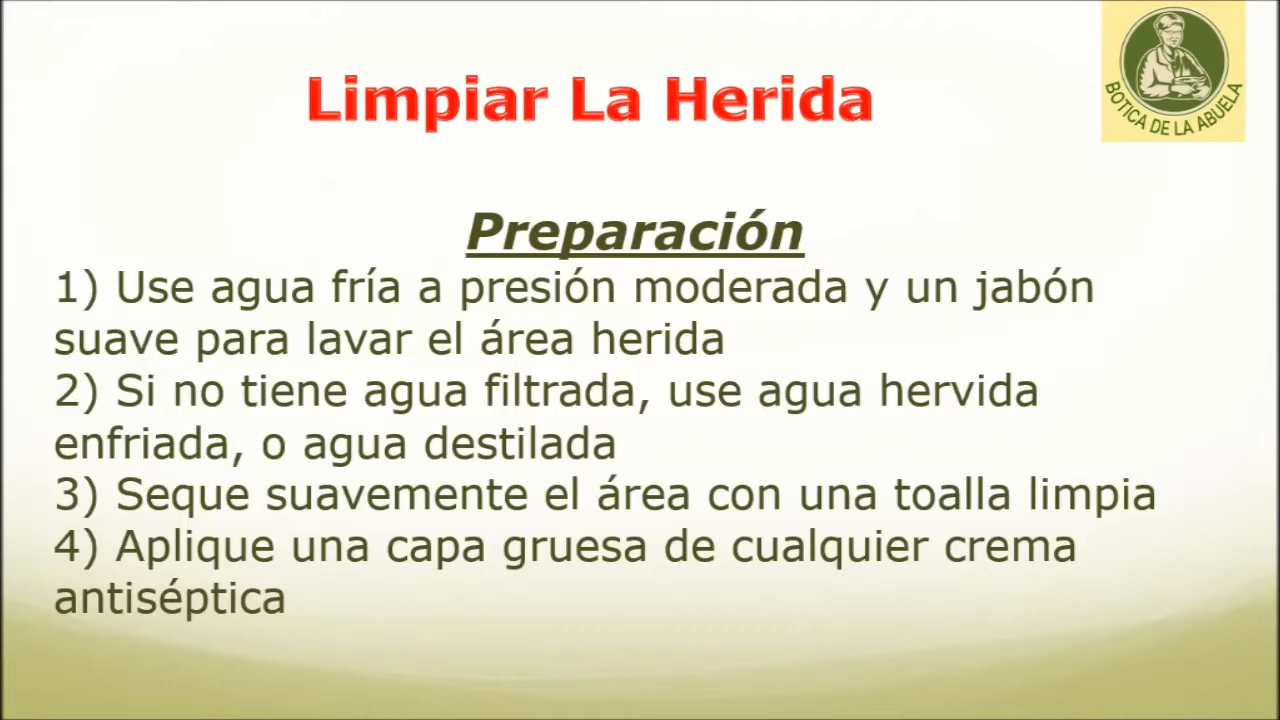 Limpiar La Herida
BOTICA DE LA ABUELA
Preparación
1) Use agua fría a presión moderada y un jabón
suave para lavar el área herida
2) Si no tiene agua filtrada, use agua hervida
enfriada, o agua destilada
3) Seque suavemente el área con una toalla limpia
4) Aplique una capa gruesa de cualquier crema
antiséptica